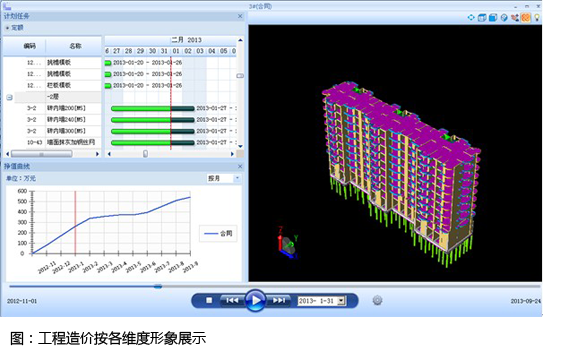 3#(合同)
计划任务
定额
编码 名称 二月 2013
6 27 28 29 30 31 01 02 03 04 05
12... 挑檐模板 2013-01-20 - 2013-01-26
12... 挑檐模板 2013-01-20 - 2013-01-26
12... 栏板模板 2013-01-20 - 2013-01-26
-2层
3-2 砖内墙200[M5] 2013-01-27 -
3-2 砖内墙240[M5] 2013-01-27 -
3-2 砖内墙300[M5] 2013-01-27 -
10-43 墙面抹灰加钢丝网 2013-01-27 -
挣值曲线
单位：万元 按月
600
500
400
300
200
100
0
合同
2012-11 2012-12 2013-1 2013-2 2013-3 2013-4 2013-5 2013-6 2013-7 2013-8 2013-9
2012-11-01 2013- 1-31 2013-09-24
图：工程造价按各维度形象展示